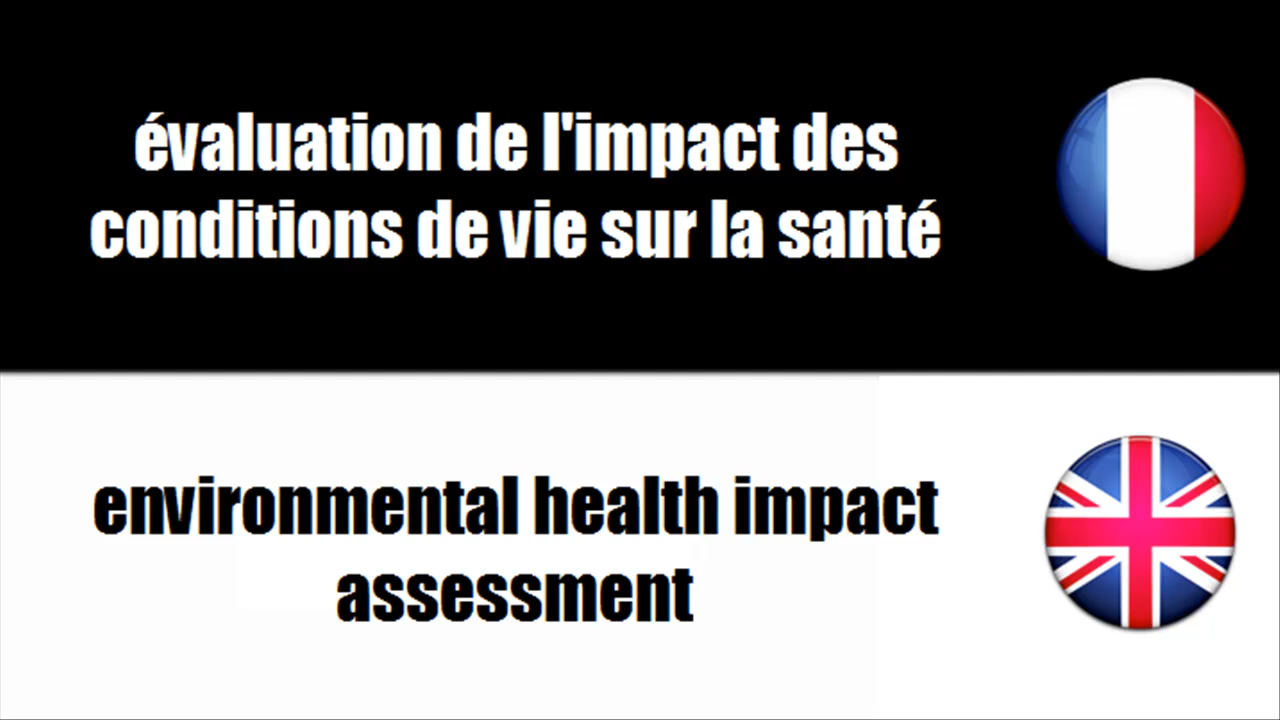 évaluation de l'impact des
conditions de vie sur la santé
environmental health impact
assessment